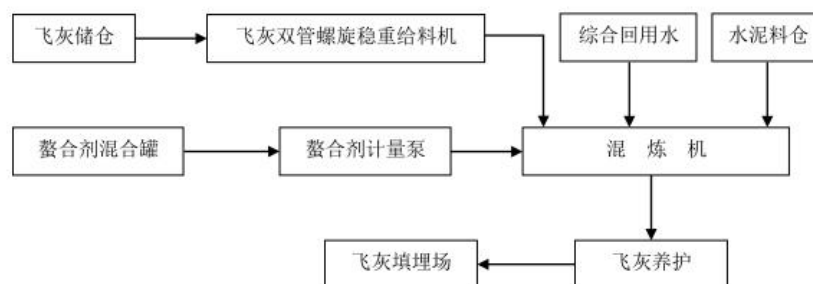 飞灰储仓
飞灰双管螺旋稳重给料机
综合回用水
水泥料仓
螯合剂混合罐
螯合剂计量泵
混 炼 机
飞灰填埋场
飞灰养护